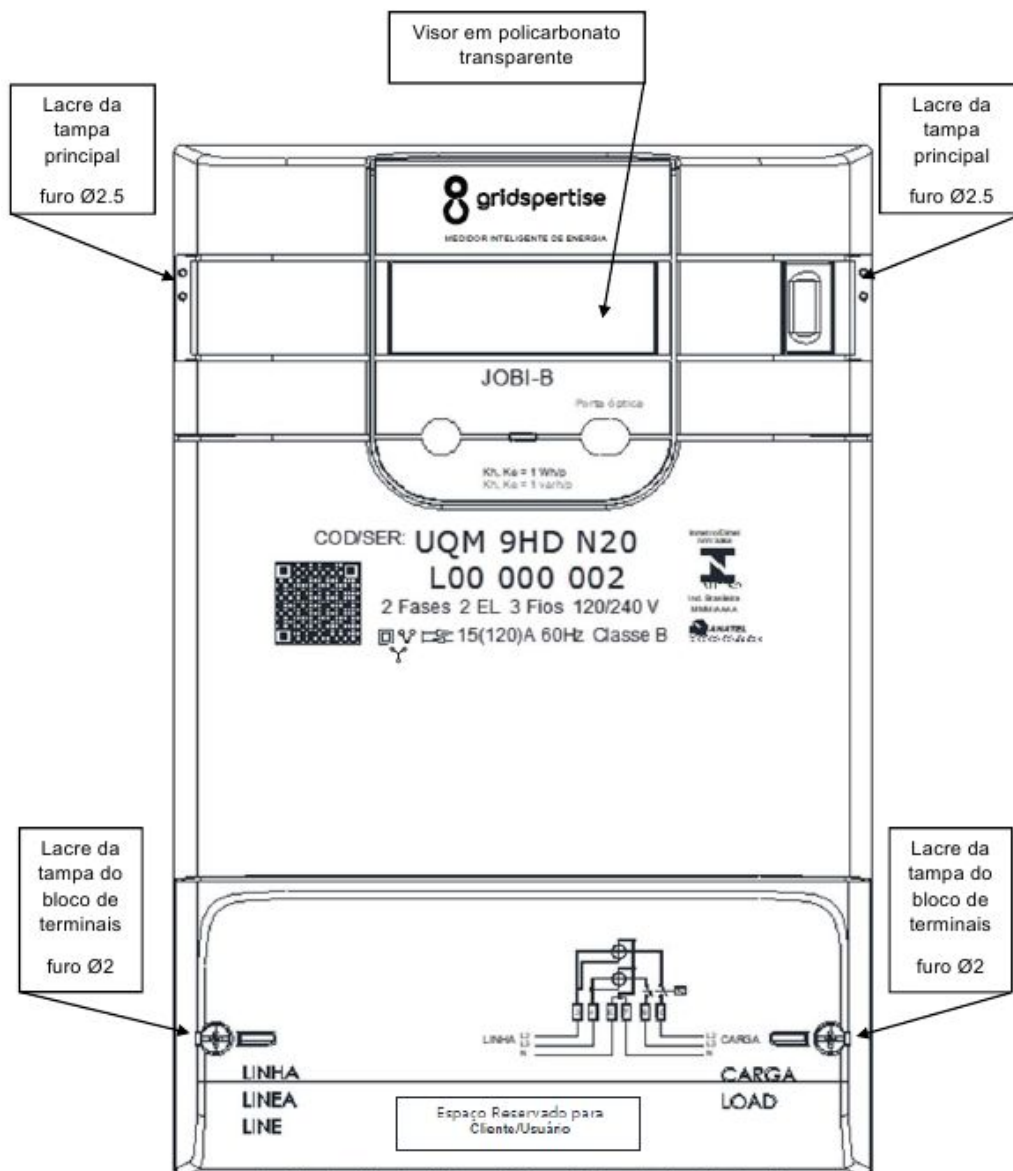 Visor em policarbonato
transparente
Lacre da
tampa
principal
furo Ø2.5
Lacre da
tampa
principal
furo Ø2.5
gridspertise
MEDIDOR INTELIGENTE DE ENERGIA
JOBI-B
Porta óptica
Kh, Ke = 1 Wh/p
Kh, Ke = 1 varh/p
COD/SER: UQM 9HD N20
L00 000 002
2 Fases 2 EL 3 Fios 120/240 V
15(120)A 60Hz Classe B
Ind. Brasileira
ANATEL
Lacre da
tampa do
bloco de
terminais
furo Ø2
Lacre da
tampa do
bloco de
terminais
furo Ø2
LINHA
N
CARGA
N
LINHA
LINEA
LINE
CARGA
LOAD
Espaço Reservado para
Cliente/Usuário